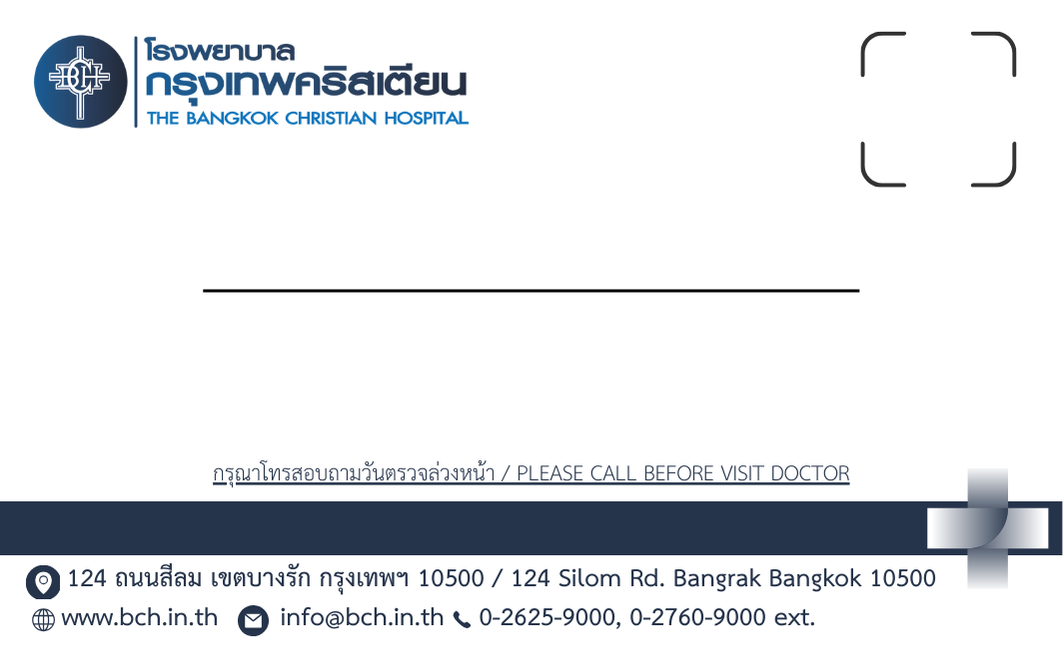 BCH
โรงพยาบาล
กรุงเทพคริสเตียน
THE BANGKOK CHRISTIAN HOSPITAL
กรุณาโทรสอบถามวันตรวจล่วงหน้า / PLEASE CALL BEFORE VISIT DOCTOR
124 ถนนสีลม เขตบางรัก กรุงเทพฯ 10500 / 124 Silom Rd. Bangrak Bangkok 10500
www.bch.in.th info@bch.in.th 0-2625-9000, 0-2760-9000 ext.